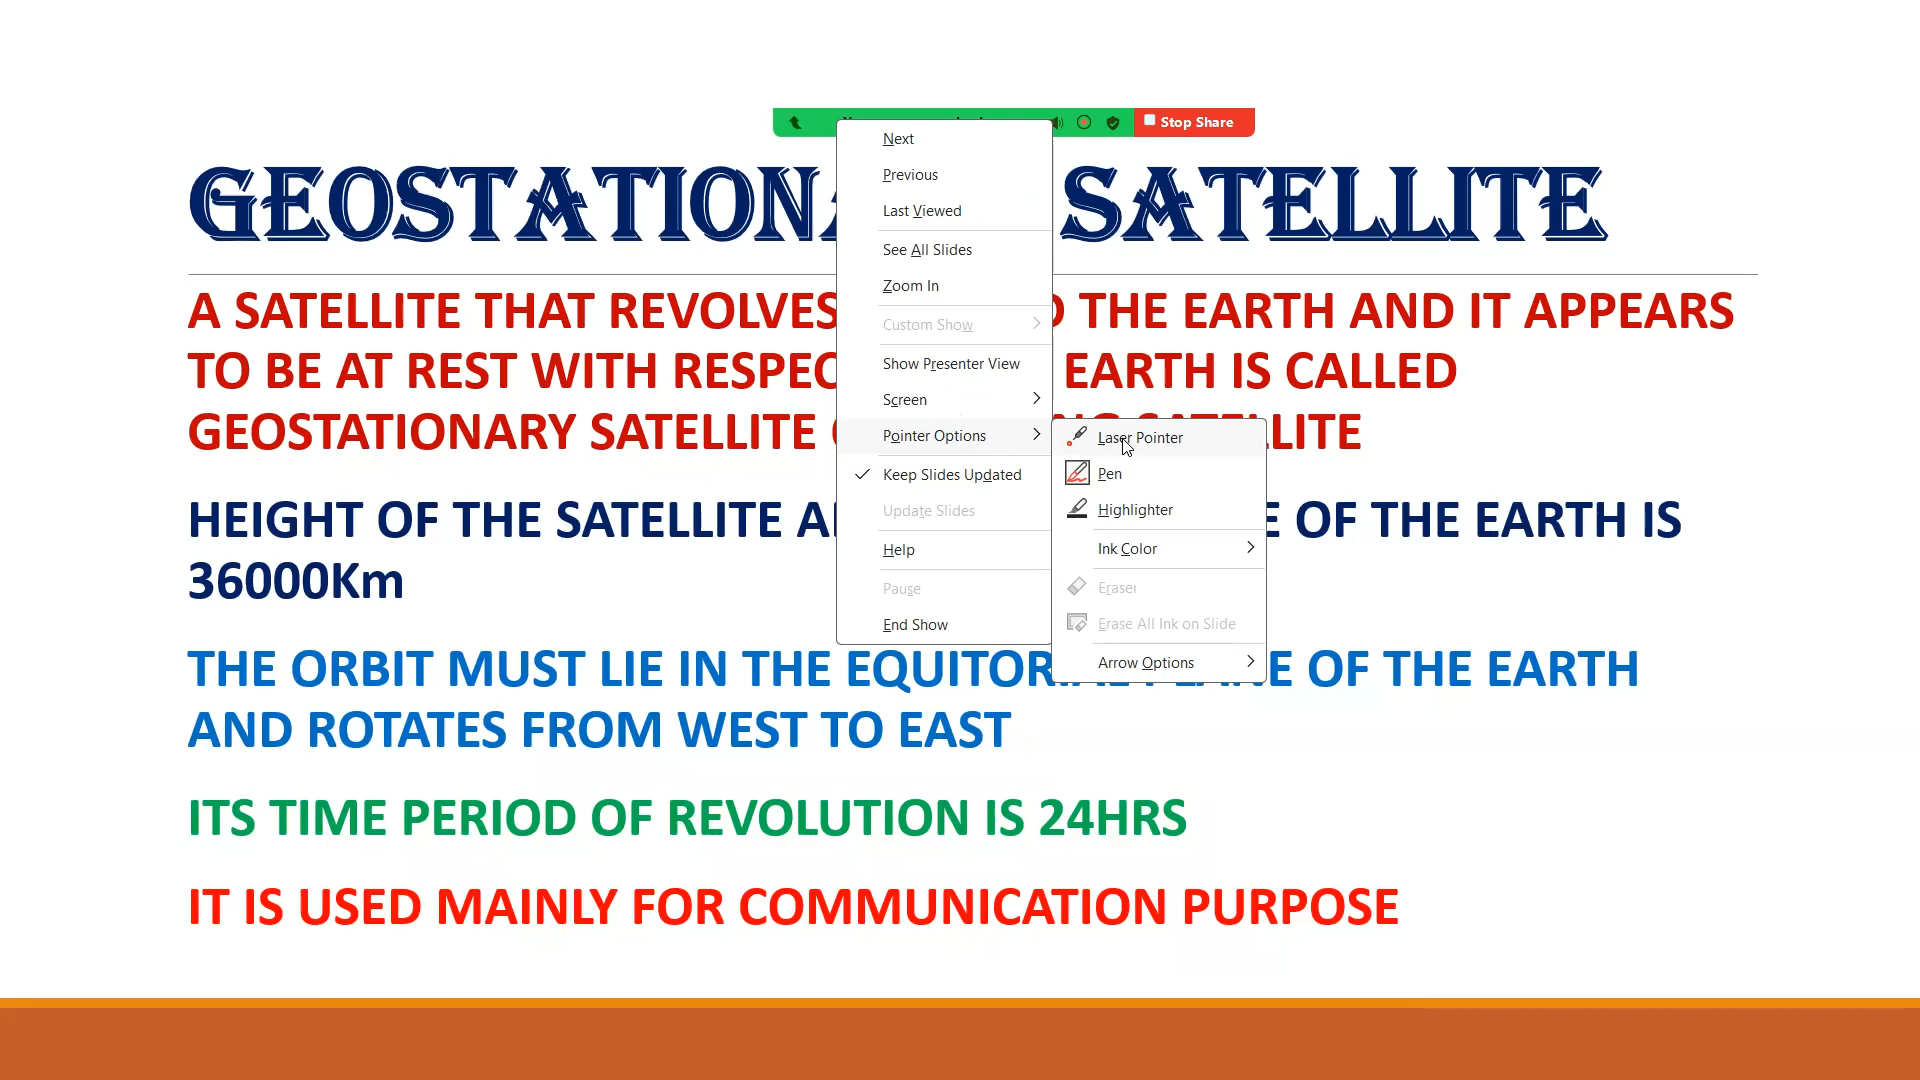 Stop Share
GEOSTATION SATELLITE
A SATELLITE THAT REVOLVES THE EARTH AND IT APPEARS
TO BE AT REST WITH RESPEC EARTH IS CALLED
GEOSTATIONARY SATELLITE
HEIGHT OF THE SATELLITE OF THE EARTH IS
36000Km
THE ORBIT MUST LIE IN THE EQUITORIAL PLANE OF THE EARTH
AND ROTATES FROM WEST TO EAST
ITS TIME PERIOD OF REVOLUTION IS 24HRS
IT IS USED MAINLY FOR COMMUNICATION PURPOSE
Next
Previous
Last Viewed
See All Slides
Zoom In
Custom Show
Show Presenter View
Screen
Pointer Options
Keep Slides Updated
Update Slides
Help
Pause
End Show
Laser Pointer
Pen
Highlighter
Ink Color
Eraser
Erase All Ink on Slide
Arrow Options